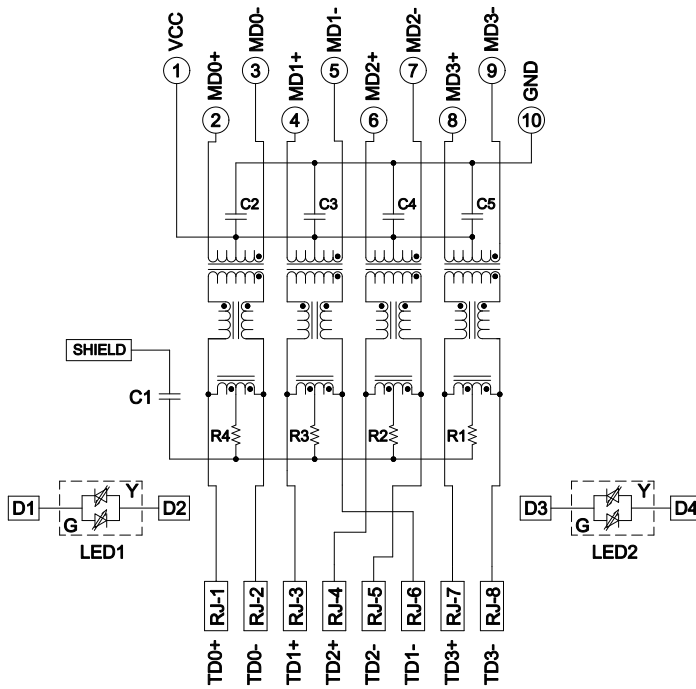 VCC
MD0+
MD0-
MD1+
MD1-
MD2+
MD2-
MD3+
MD3-
GND
1
2
3
4
5
6
7
8
9
10
C2
C3
C4
C5
SHIELD
C1
R4
R3
R2
R1
D1
Y
G
D2
LED1
D3
Y
G
D4
LED2
RJ-1
RJ-2
RJ-3
RJ-4
RJ-5
RJ-6
RJ-7
RJ-8
TD0+
TD0-
TD1+
TD2+
TD2-
TD1-
TD3+
TD3-